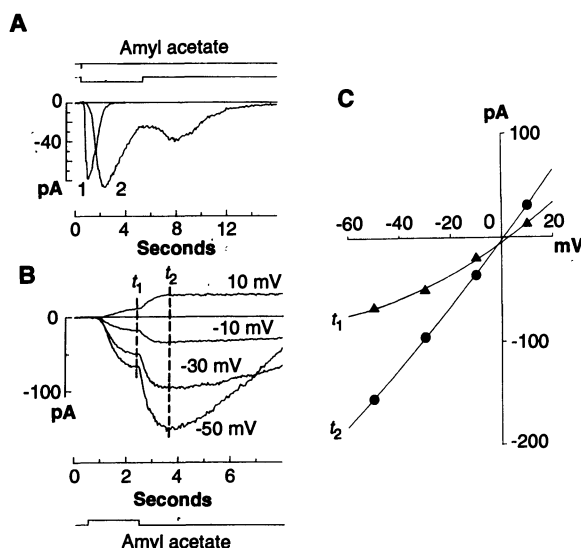 A
Amyl acetate
0
-40
pA
1
2
0 4 8 12
Seconds
B
t1
t2
10 mV
0
-10 mV
-30 mV
-100
pA
-50 mV
0 2 4 6
Seconds
Amyl acetate
C
pA
100
-60 -40 -20 0 20
mV
t1
-100
t2
-200